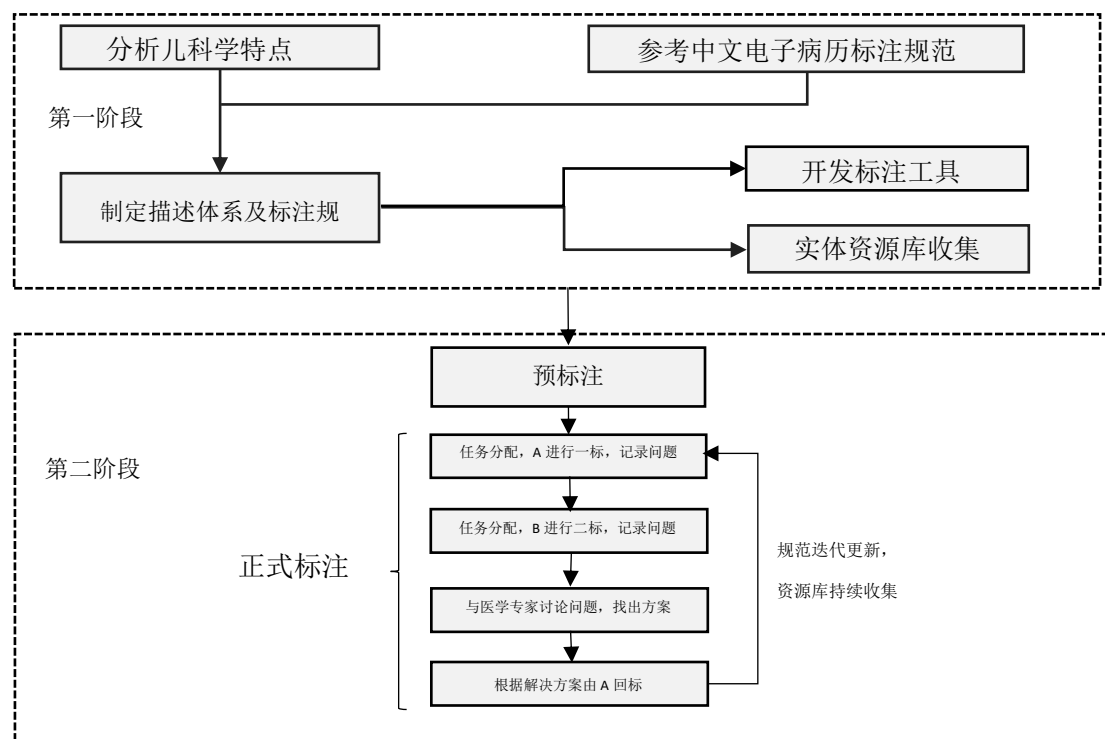 分析儿科学特点
参考中文电子病历标注规范
第一阶段
制定描述体系及标注规
开发标注工具
实体资源库收集
预标注
第二阶段
正式标注
任务分配，A 进行一标，记录问题
任务分配，B 进行二标，记录问题
与医学专家讨论问题，找出方案
根据解决方案由 A 回标
规范迭代更新，
资源库持续收集